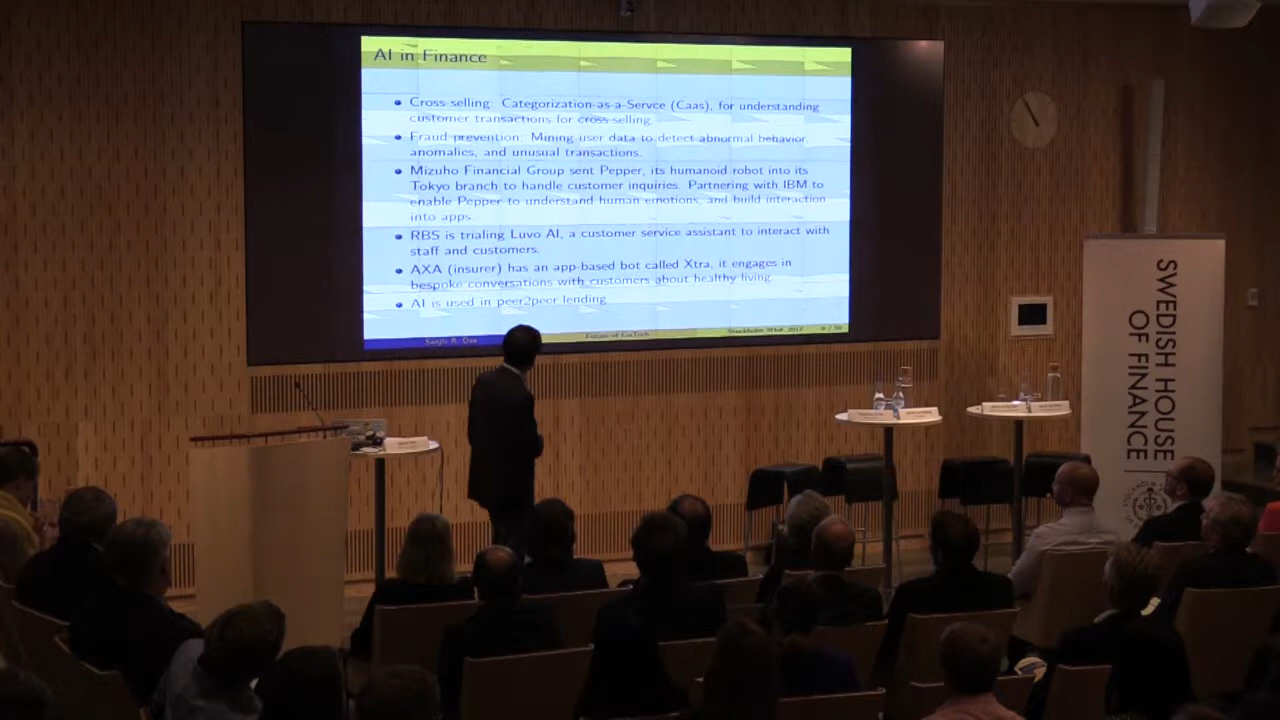 AI in Finance
Cross-selling: Categorization-as-a-Servce (Caas), for understanding
customer transactions for cross-selling.
Fraud prevention: Mining user data to detect abnormal behavior,
anomalies, and unusual transactions.
Mizuho Financial Group sent Pepper, its humanoid robot into its
Tokyo branch to handle customer inquiries. Partnering with IBM to
enable Pepper to understand human emotions, and build interaction
into apps.
RBS is trialing Luvo AI, a customer service assistant to interact with
staff and customers.
AXA (insurer) has an app-based bot called Xtra, it engages in
bespoke conversations with customers about healthy living.
AI is used in peer2peer lending.
Sanjiv R. Das
Future of FinTech
SWEDISH HOUSE
OF FINANCE